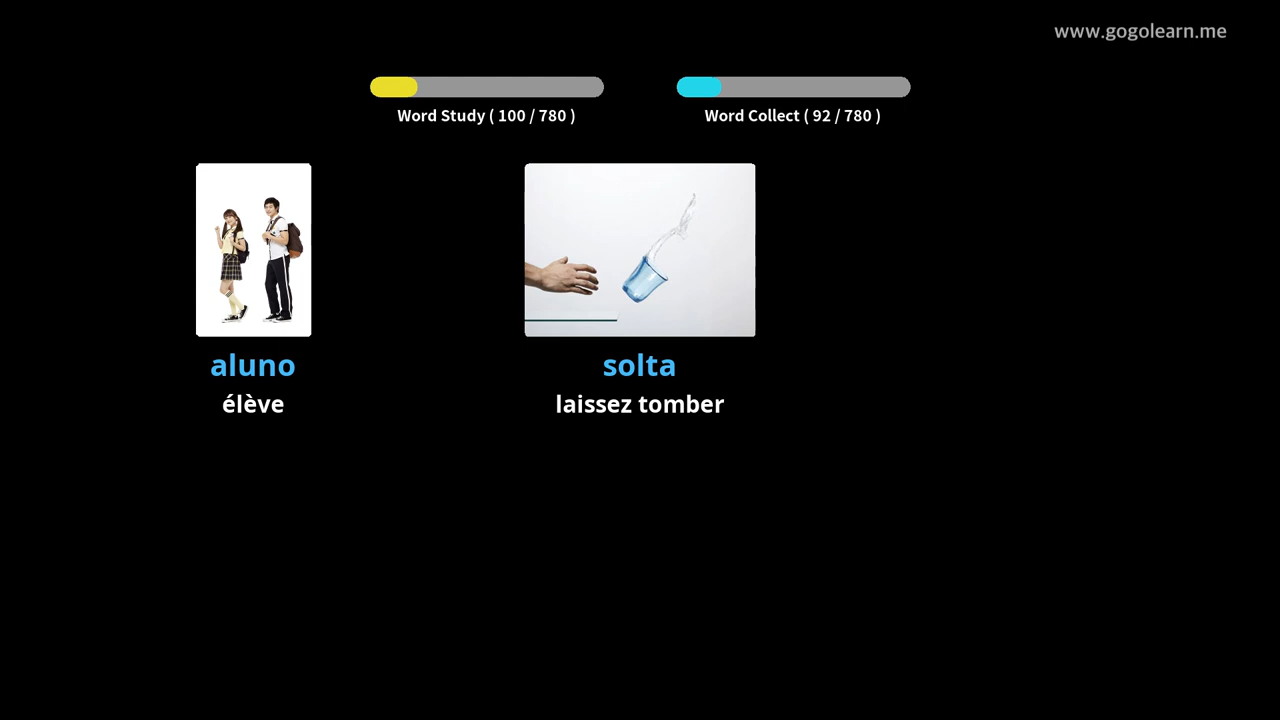 www.gogolearn.me
Word Study ( 100 / 780 )
Word Collect ( 92 / 780 )
aluno
solta
élève
laissez tomber